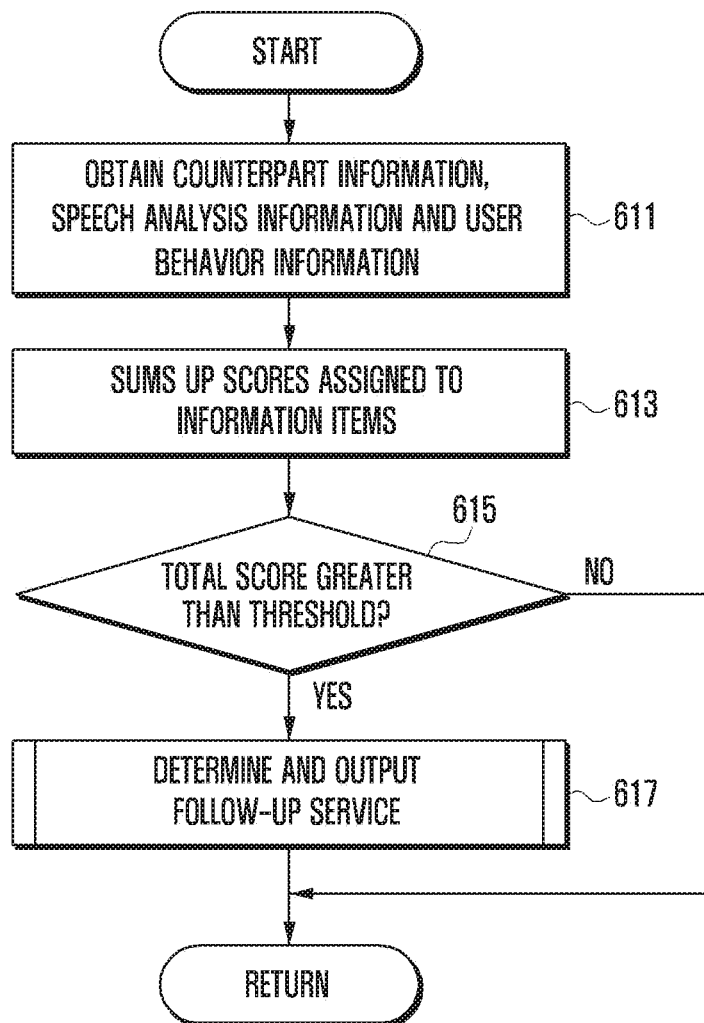 START
OBTAIN COUNTERPART INFORMATION,
SPEECH ANALYSIS INFORMATION AND USER
BEHAVIOR INFORMATION
611
SUMS UP SCORES ASSIGNED TO
INFORMATION ITEMS
613
615
TOTAL SCORE GREATER
THAN THRESHOLD?
NO
YES
DETERMINE AND OUTPUT
FOLLOW-UP SERVICE
617
RETURN